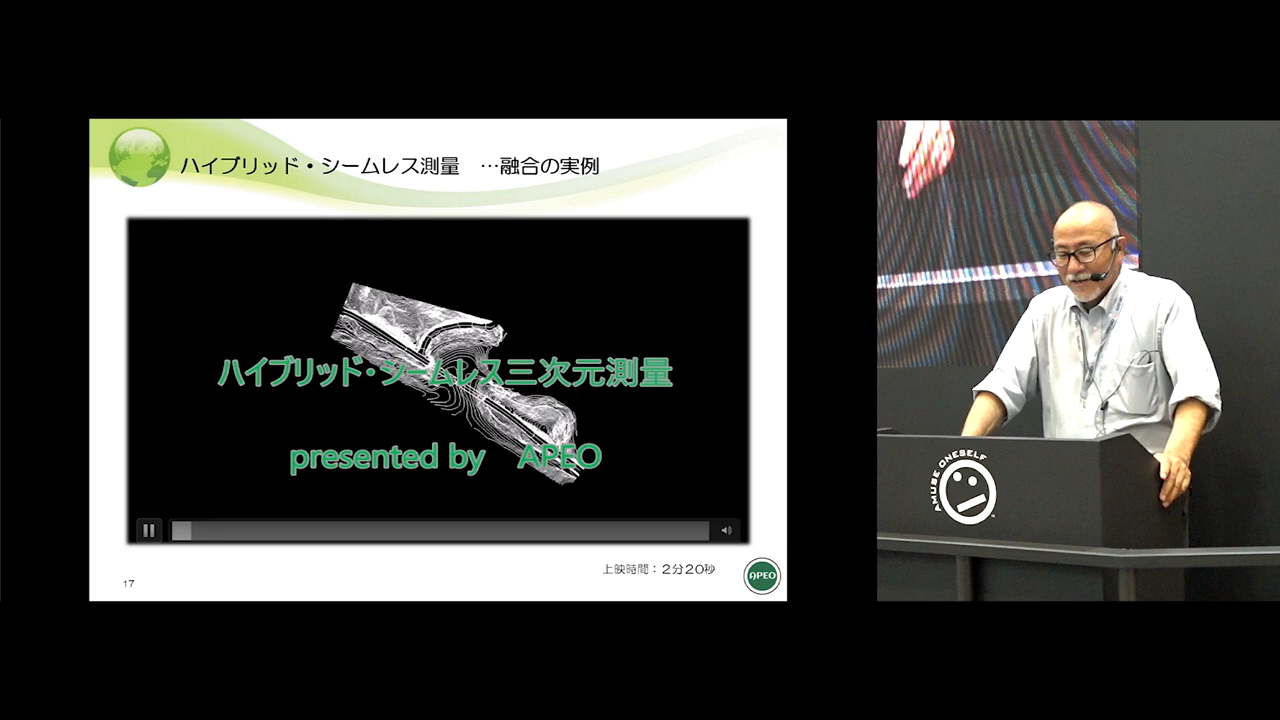 ハイブリッド・シームレス測量　…融合の実例
ハイブリッド・シームレス三次元測量
presented by　APEO
上映時間：２分２０秒
17
APEO
AMUSE ONESELF